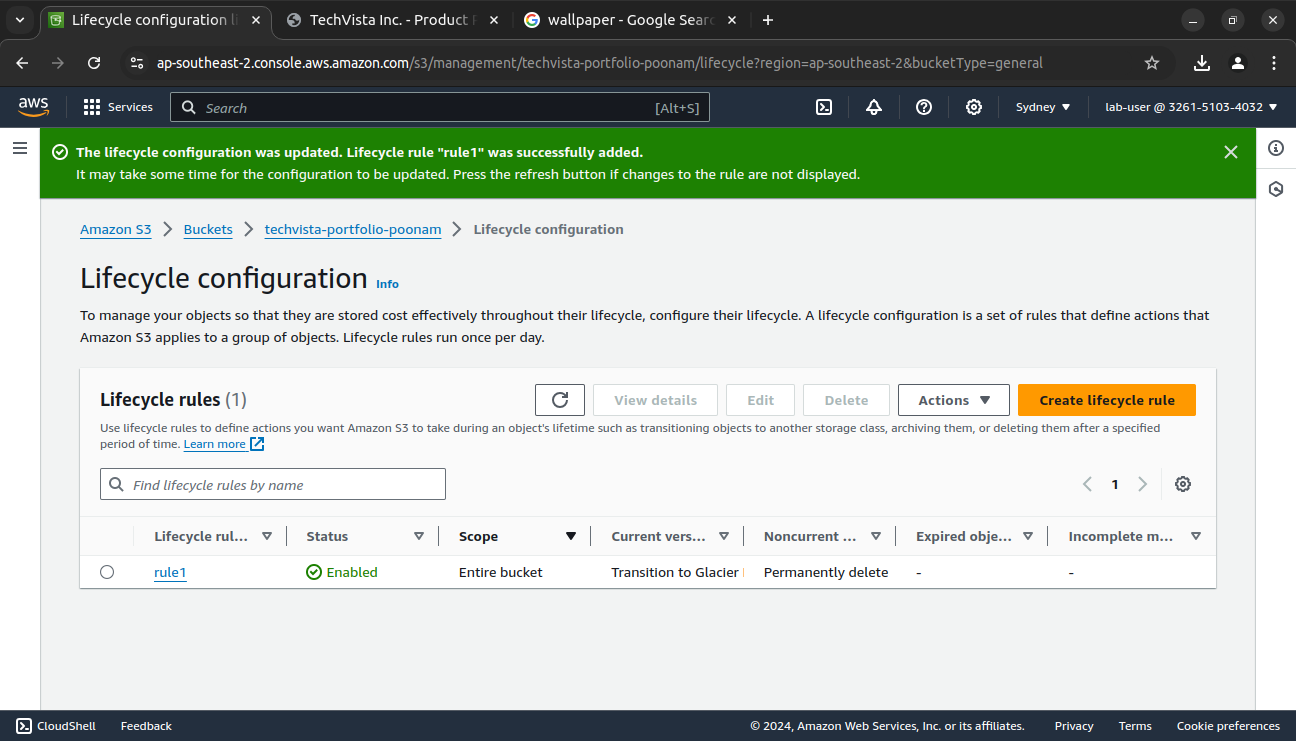 Lifecycle configuration l
TechVista Inc. - Product F
wallpaper - Google Searc
ap-southeast-2.console.aws.amazon.com/s3/management/techvista-portfolio-poonam/lifecycle?region=ap-southeast-2&bucketType=general
aws
Services
Search
[Alt+S]
Sydney
lab-user @ 3261-5103-4032
The lifecycle configuration was updated. Lifecycle rule "rule1" was successfully added.
It may take some time for the configuration to be updated. Press the refresh button if changes to the rule are not displayed.
Amazon S3
Buckets
techvista-portfolio-poonam
Lifecycle configuration
Lifecycle configuration
Info
To manage your objects so that they are stored cost effectively throughout their lifecycle, configure their lifecycle. A lifecycle configuration is a set of rules that define actions that
Amazon S3 applies to a group of objects. Lifecycle rules run once per day.
Lifecycle rules (1)
View details
Edit
Delete
Actions
Create lifecycle rule
Use lifecycle rules to define actions you want Amazon S3 to take during an object's lifetime such as transitioning objects to another storage class, archiving them, or deleting them after a specified
period of time. Learn more
Find lifecycle rules by name
1
Lifecycle rul...
Status
Scope
Current vers...
Noncurrent ...
Expired obje...
Incomplete m...
rule1
Enabled
Entire bucket
Transition to Glacier
Permanently delete
-
-
CloudShell
Feedback
© 2024, Amazon Web Services, Inc. or its affiliates.
Privacy
Terms
Cookie preferences